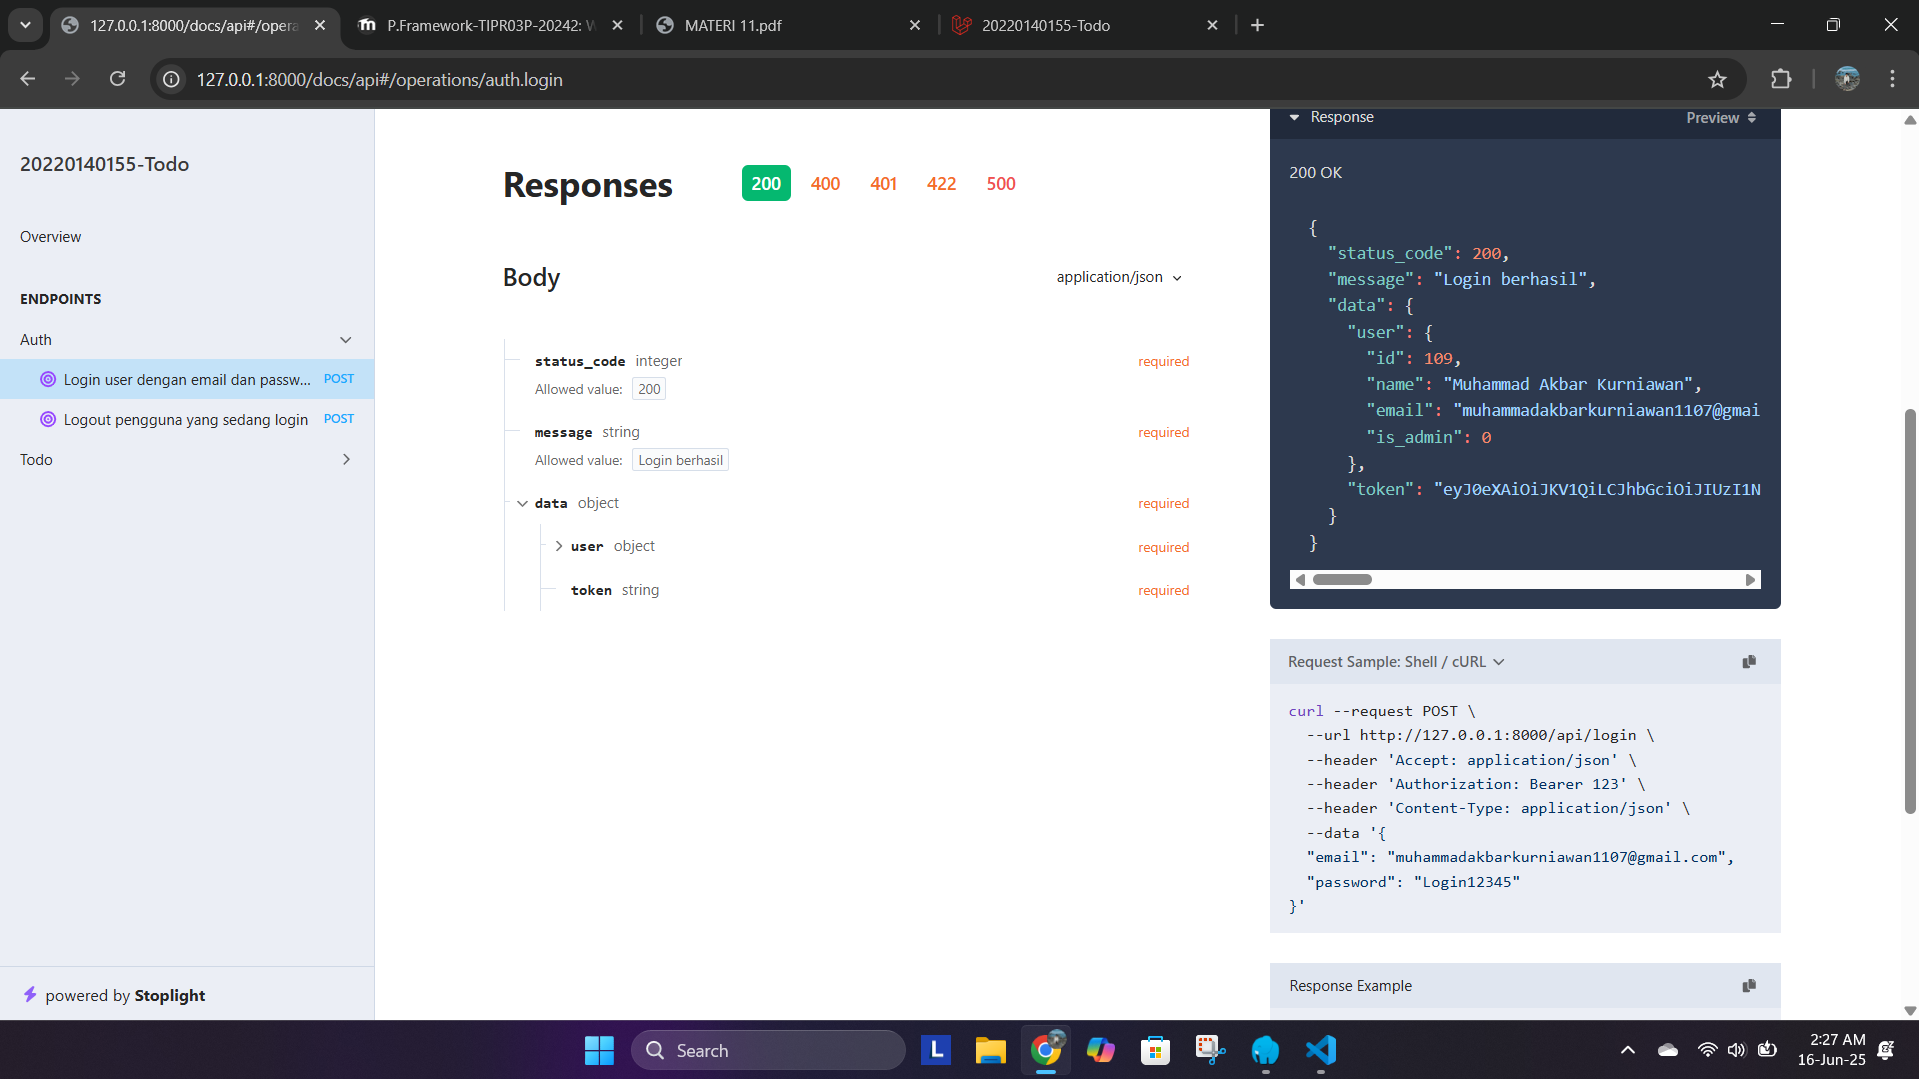 127.0.0.1:8000/docs/api#/opera
P.Framework-TIPR03P-20242: W
MATERI 11.pdf
20220140155-Todo
127.0.0.1:8000/docs/api#/operations/auth.login
20220140155-Todo
Overview
ENDPOINTS
Auth
Login user dengan email dan passw... POST
Logout pengguna yang sedang login POST
Todo
powered by Stoplight
Responses 200 400 401 422 500
Body application/json
status_code integer required
Allowed value: 200
message string required
Allowed value: Login berhasil
data object required
user object required
token string required
Response Preview
200 OK
{
"status_code": 200,
"message": "Login berhasil",
"data": {
"user": {
"id": 109,
"name": "Muhammad Akbar Kurniawan",
"email": "muhammadakbarkurniawan1107@gmai
"is_admin": 0
},
"token": "eyJ0eXAiOiJKV1QiLCJhbGciOiJIUzI1N
}
}
Request Sample: Shell / cURL
curl --request POST \
--url http://127.0.0.1:8000/api/login \
--header 'Accept: application/json' \
--header 'Authorization: Bearer 123' \
--header 'Content-Type: application/json' \
--data '{
"email": "muhammadakbarkurniawan1107@gmail.com",
"password": "Login12345"
}'
Response Example
Search
L
2:27 AM
16-Jun-25